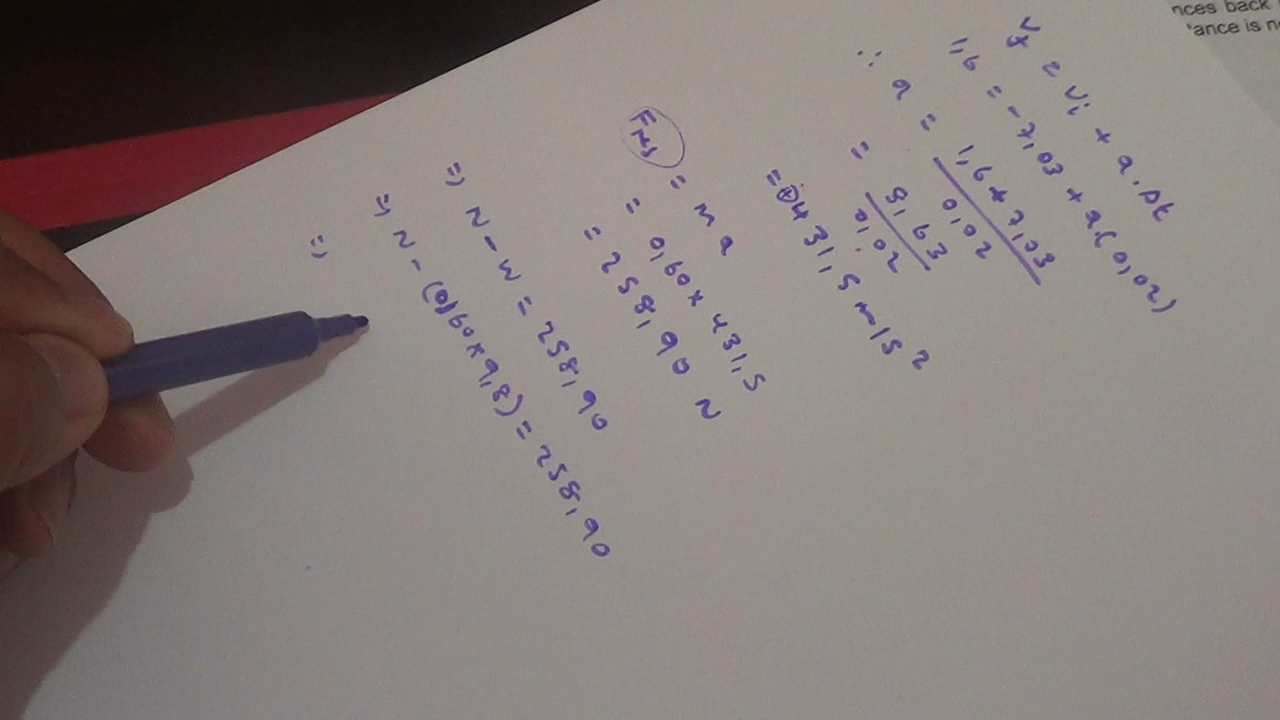 nces back
ance is n
Vf = Vi + a.Δt
1,6 = -7,03 + a(0,02)
∴ a = 1,6+7,03
0,02
= 8,63
0,02
= +431,5 m/s2
Fnet = ma
= 0,60 x 431,5
= 258,90 N
=> N - W = 258,90
=> N - (0,60 x 9,8) = 258,90
=>